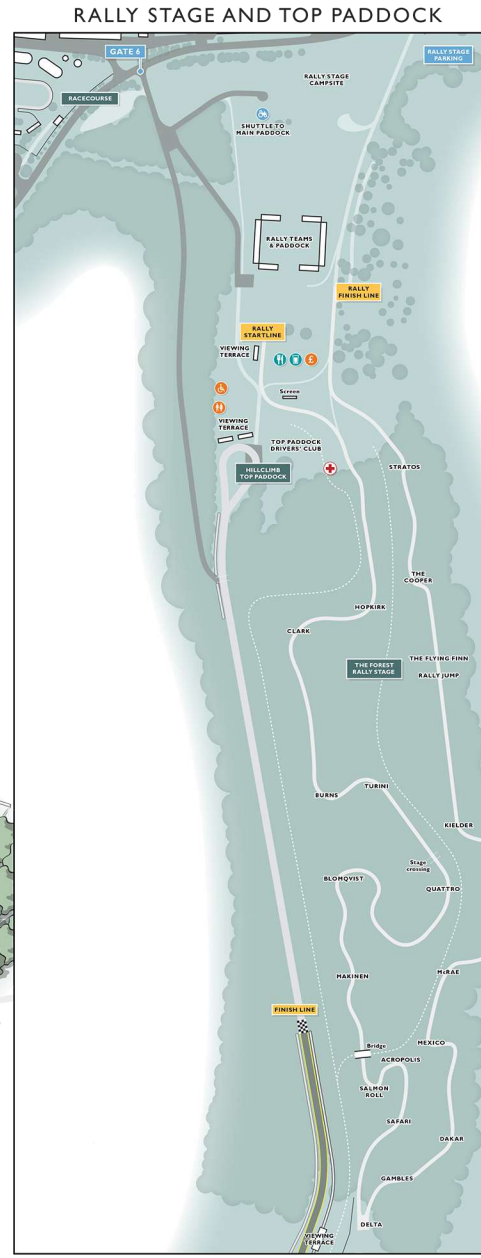 RALLY STAGE AND TOP PADDOCK
GATE 6
RALLY STAGE
PARKING
RALLY STAGE
CAMPSITE
RACECOURSE
SHUTTLE TO
MAIN PADDOCK
RALLY TEAMS
& PADDOCK
RALLY
FINISH LINE
RALLY
STARTLINE
VIEWING
TERRACE
£
Screen
VIEWING
TERRACE
TOP PADDOCK
DRIVERS' CLUB
HILLCLIMB
TOP PADDOCK
STRATOS
THE
COOPER
HOPKIRK
CLARK
THE FOREST
RALLY STAGE
THE FLYING FINN
RALLY JUMP
TURINI
BURNS
KIELDER
Stage
crossing
BLOMQVIST
QUATTRO
MAKINEN
McRAE
FINISH LINE
Bridge
MEXICO
ACROPOLIS
SALMON
ROLL
SAFARI
DAKAR
GAMBLES
DELTA
VIEWING
TERRACE